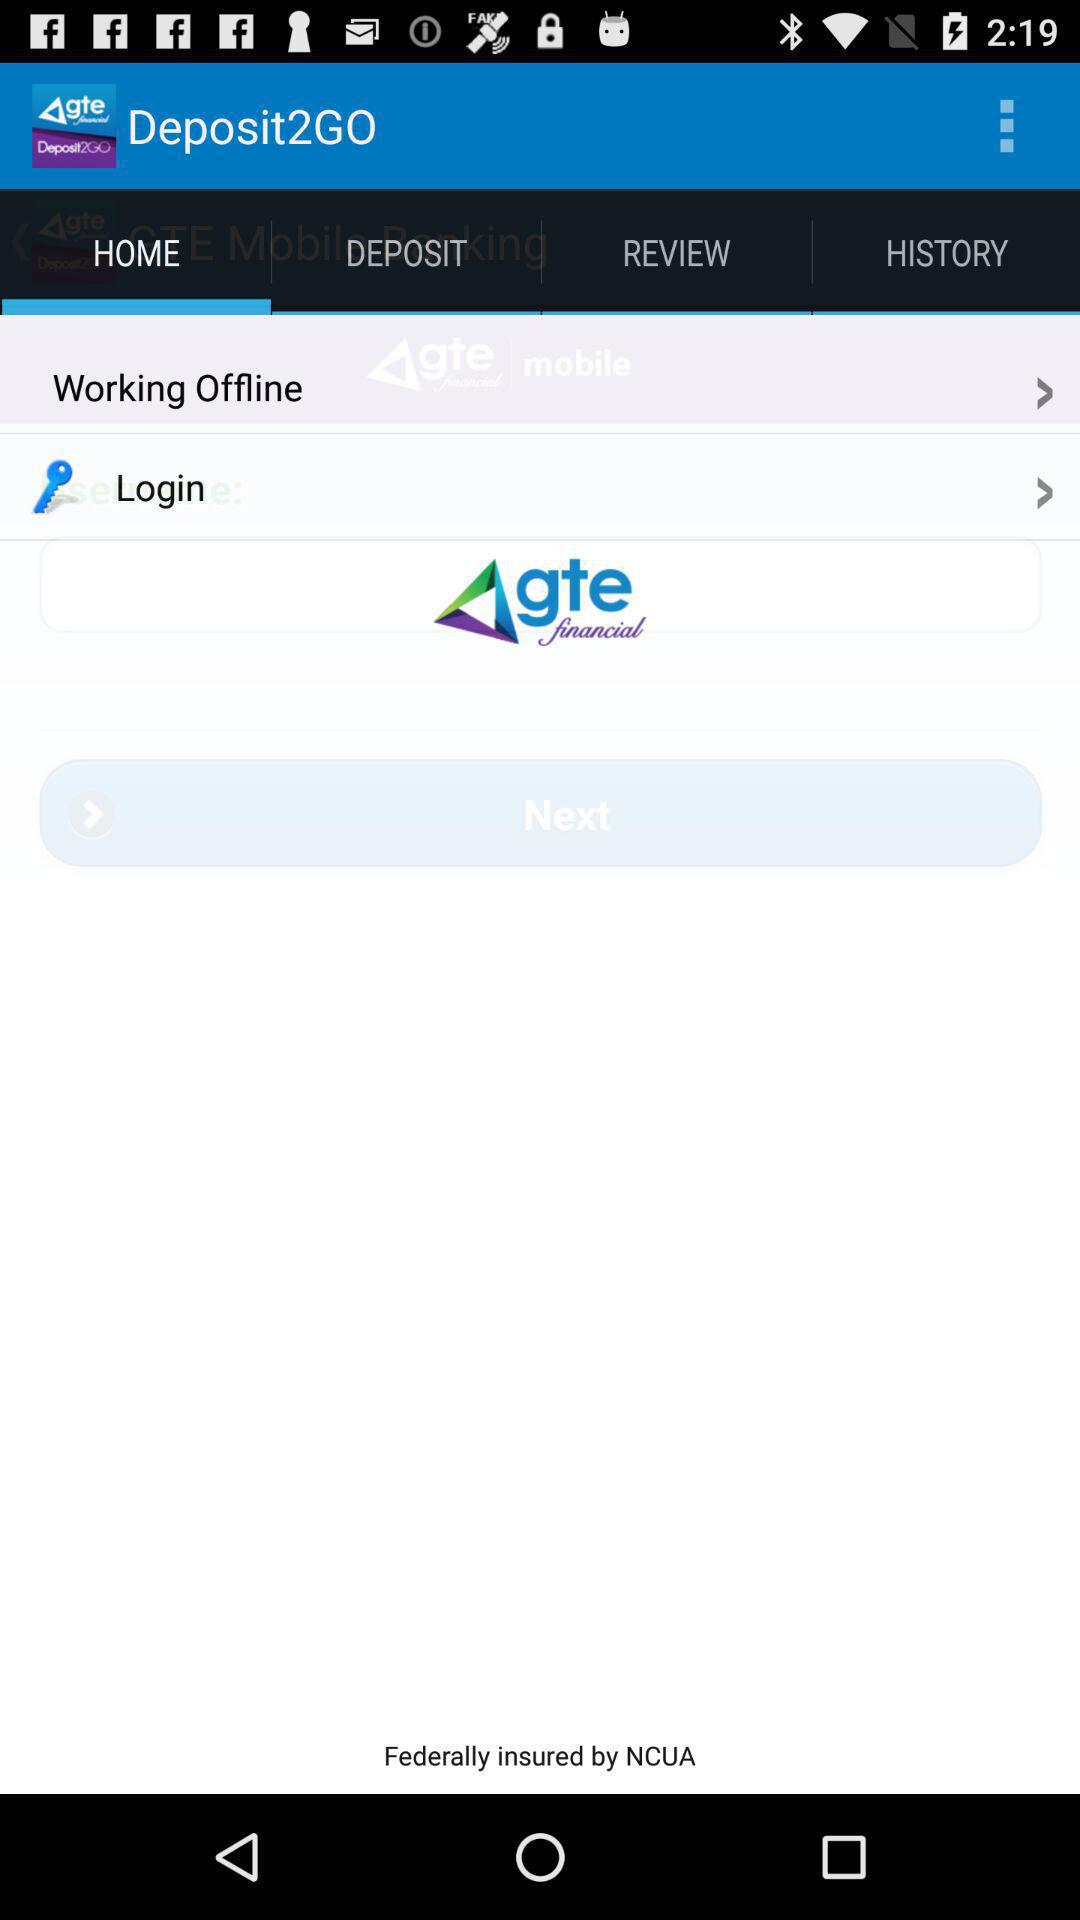 FAKE
2:19
gte
financial
Deposit2GO
Deposit2GO
GTE Mobile Banking
HOME
DEPOSIT
REVIEW
HISTORY
gte
financial
mobile
Working Offline
Login
gte
financial
Next
Federally insured by NCUA